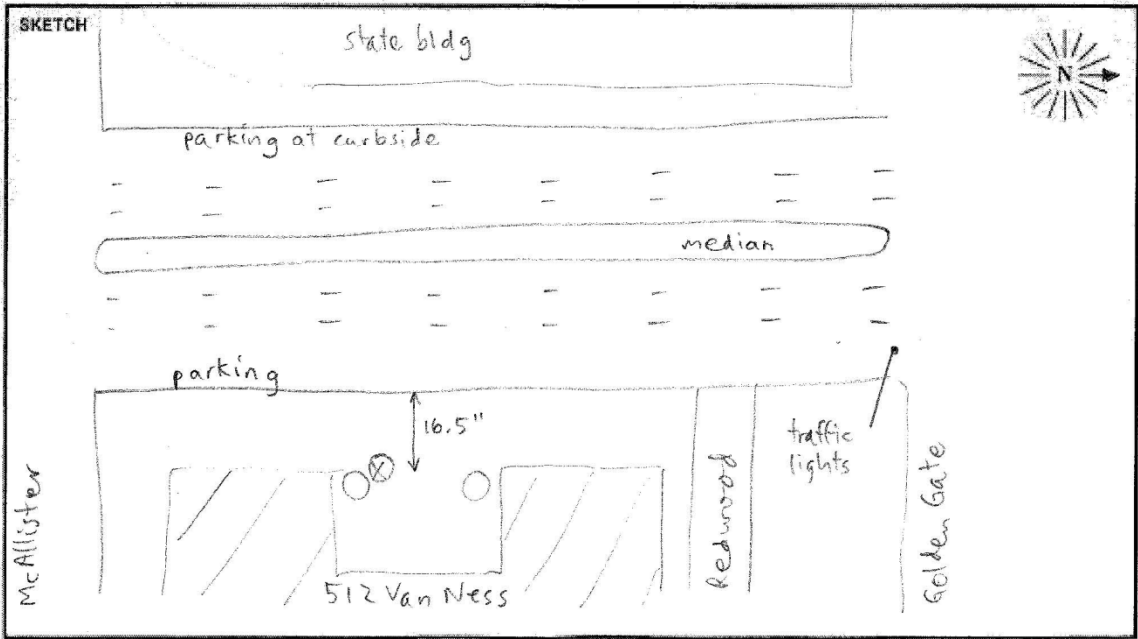 SKETCH
state bldg
N
parking at curbside
median
parking
16.5"
traffic
lights
McAllister
Redwood
Golden Gate
512 Van Ness